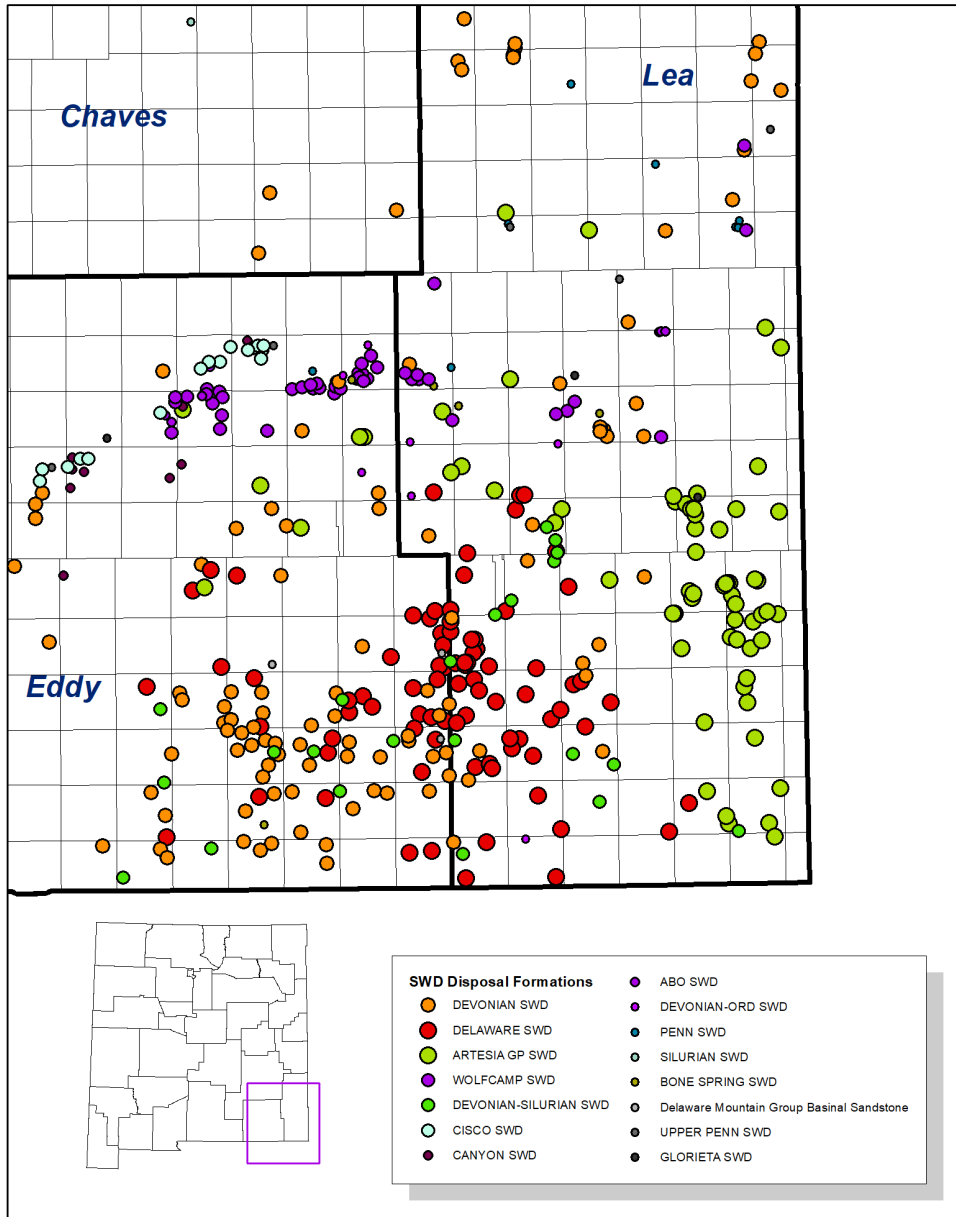 Lea
Chaves
Eddy
SWD Disposal Formations
DEVONIAN SWD
DELAWARE SWD
ARTESIA GP SWD
WOLFCAMP SWD
DEVONIAN-SILURIAN SWD
CISCO SWD
CANYON SWD
ABO SWD
DEVONIAN-ORD SWD
PENN SWD
SILURIAN SWD
BONE SPRING SWD
Delaware Mountain Group Basinal Sandstone
UPPER PENN SWD
GLORIETA SWD